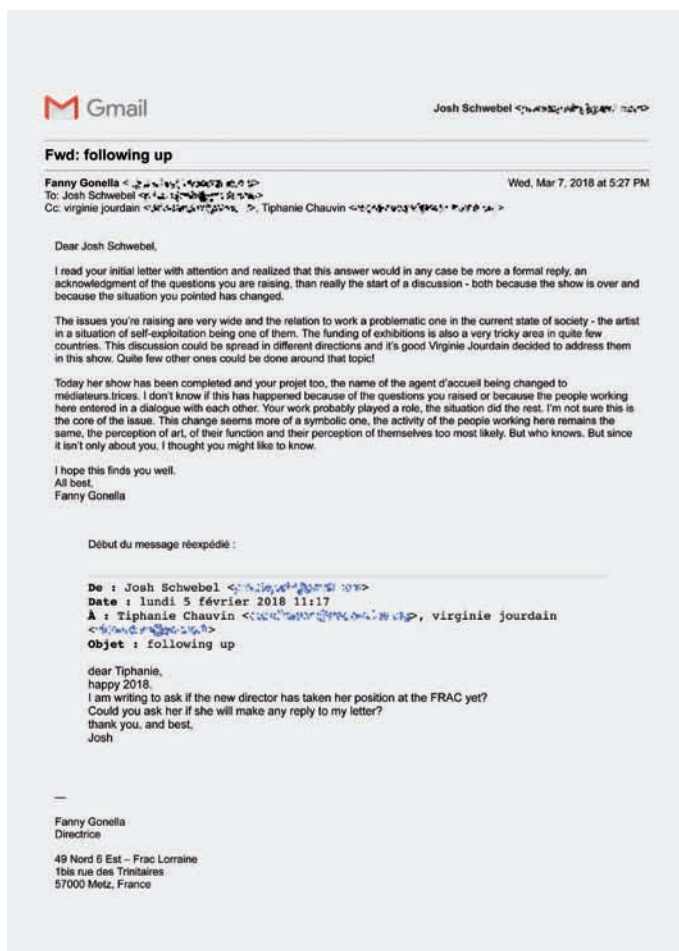 Gmail
Josh Schwebel
Fwd: following up
Fanny Gonella
Wed, Mar 7, 2018 at 5:27 PM
To: Josh Schwebel
Cc: virginie jourdain , Tiphanie Chauvin
Dear Josh Schwebel,
I read your initial letter with attention and realized that this answer would in any case be more a formal reply, an
acknowledgment of the questions you are raising, than really the start of a discussion - both because the show is over and
because the situation you pointed has changed.
The issues you're raising are very wide and the relation to work a problematic one in the current state of society - the artist
in a situation of self-exploitation being one of them. The funding of exhibitions is also a very tricky area in quite few
countries. This discussion could be spread in different directions and it's good Virginie Jourdain decided to address them
in this show. Quite few other ones could be done around that topic!
Today her show has been completed and your projet too, the name of the agent d'accueil being changed to
médiateurs.trices. I don't know if this has happened because of the questions you raised or because the people working
here entered in a dialogue with each other. Your work probably played a role, the situation did the rest. I'm not sure this is
the core of the issue. This change seems more of a symbolic one, the activity of the people working here remains the
same, the perception of art, of their function and their perception of themselves too most likely. But who knows. But since
it isn't only about you, I thought you might like to know.
I hope this finds you well.
All best,
Fanny Gonella
Début du message réexpédié :
De : Josh Schwebel
Date : lundi 5 février 2018 11:17
À : Tiphanie Chauvin , virginie jourdain
Objet : following up
dear Tiphanie,
happy 2018.
I am writing to ask if the new director has taken her position at the FRAC yet?
Could you ask her if she will make any reply to my letter?
thank you, and best,
Josh
—
Fanny Gonella
Directrice
49 Nord 6 Est – Frac Lorraine
1bis rue des Trinitaires
57000 Metz, France